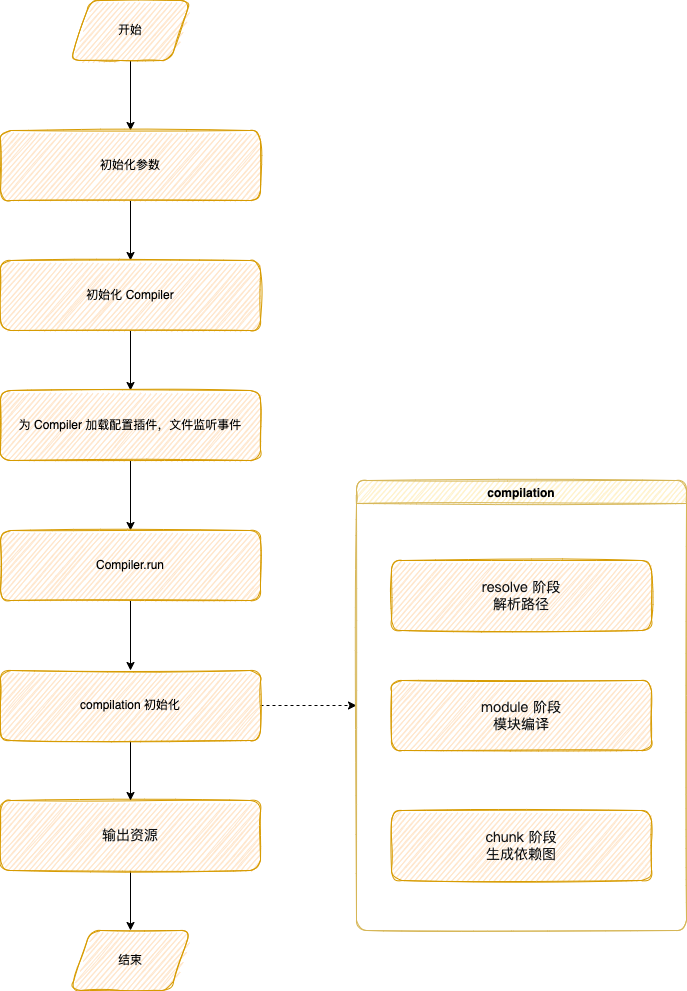 开始
初始化参数
初始化 Compiler
为 Compiler 加载配置插件，文件监听事件
Compiler.run
compilation 初始化
输出资源
结束
compilation
resolve 阶段
解析路径
module 阶段
模块编译
chunk 阶段
生成依赖图